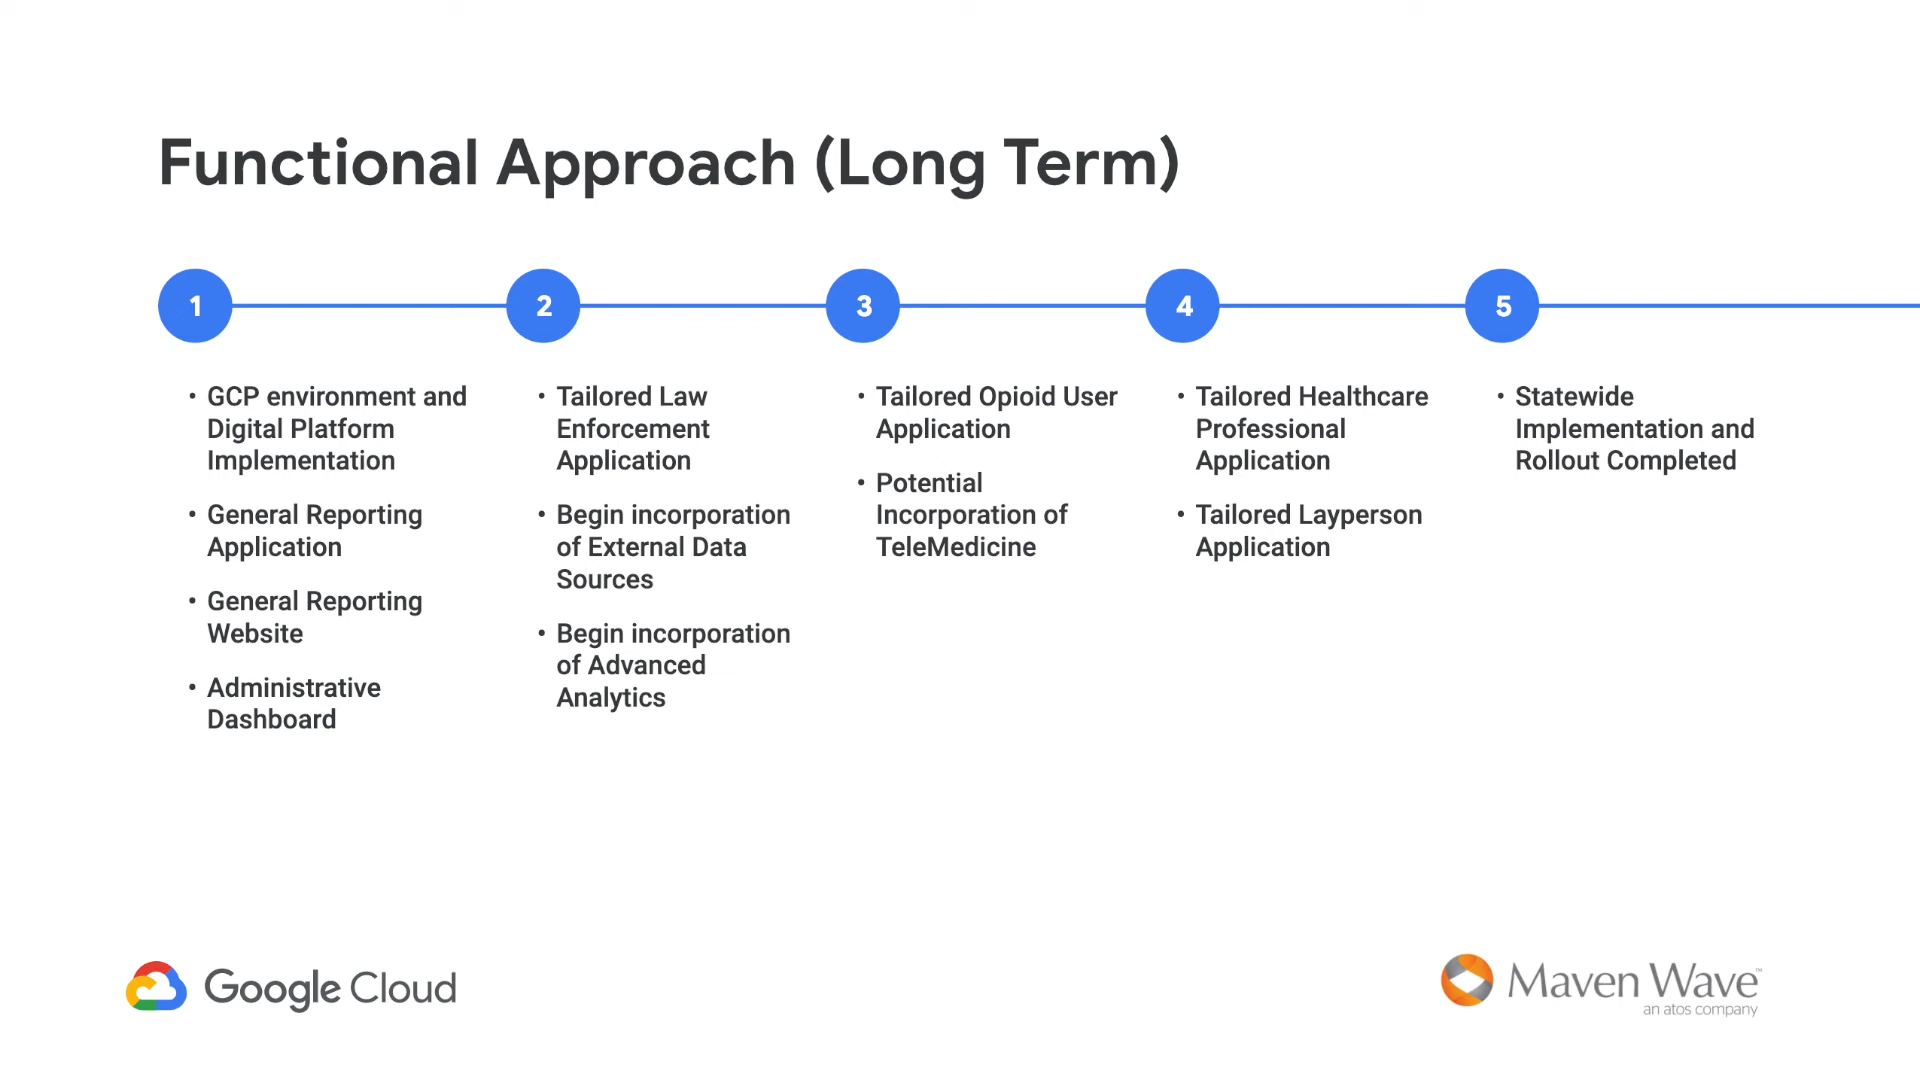 Functional Approach (Long Term)
1
2
3
4
5
• GCP environment and
Digital Platform
Implementation
• General Reporting
Application
• General Reporting
Website
• Administrative
Dashboard
• Tailored Law
Enforcement
Application
• Begin incorporation
of External Data
Sources
• Begin incorporation
of Advanced
Analytics
• Tailored Opioid User
Application
• Potential
Incorporation of
TeleMedicine
• Tailored Healthcare
Professional
Application
• Tailored Layperson
Application
• Statewide
Implementation and
Rollout Completed
Google Cloud
Maven Wave™
an atos company